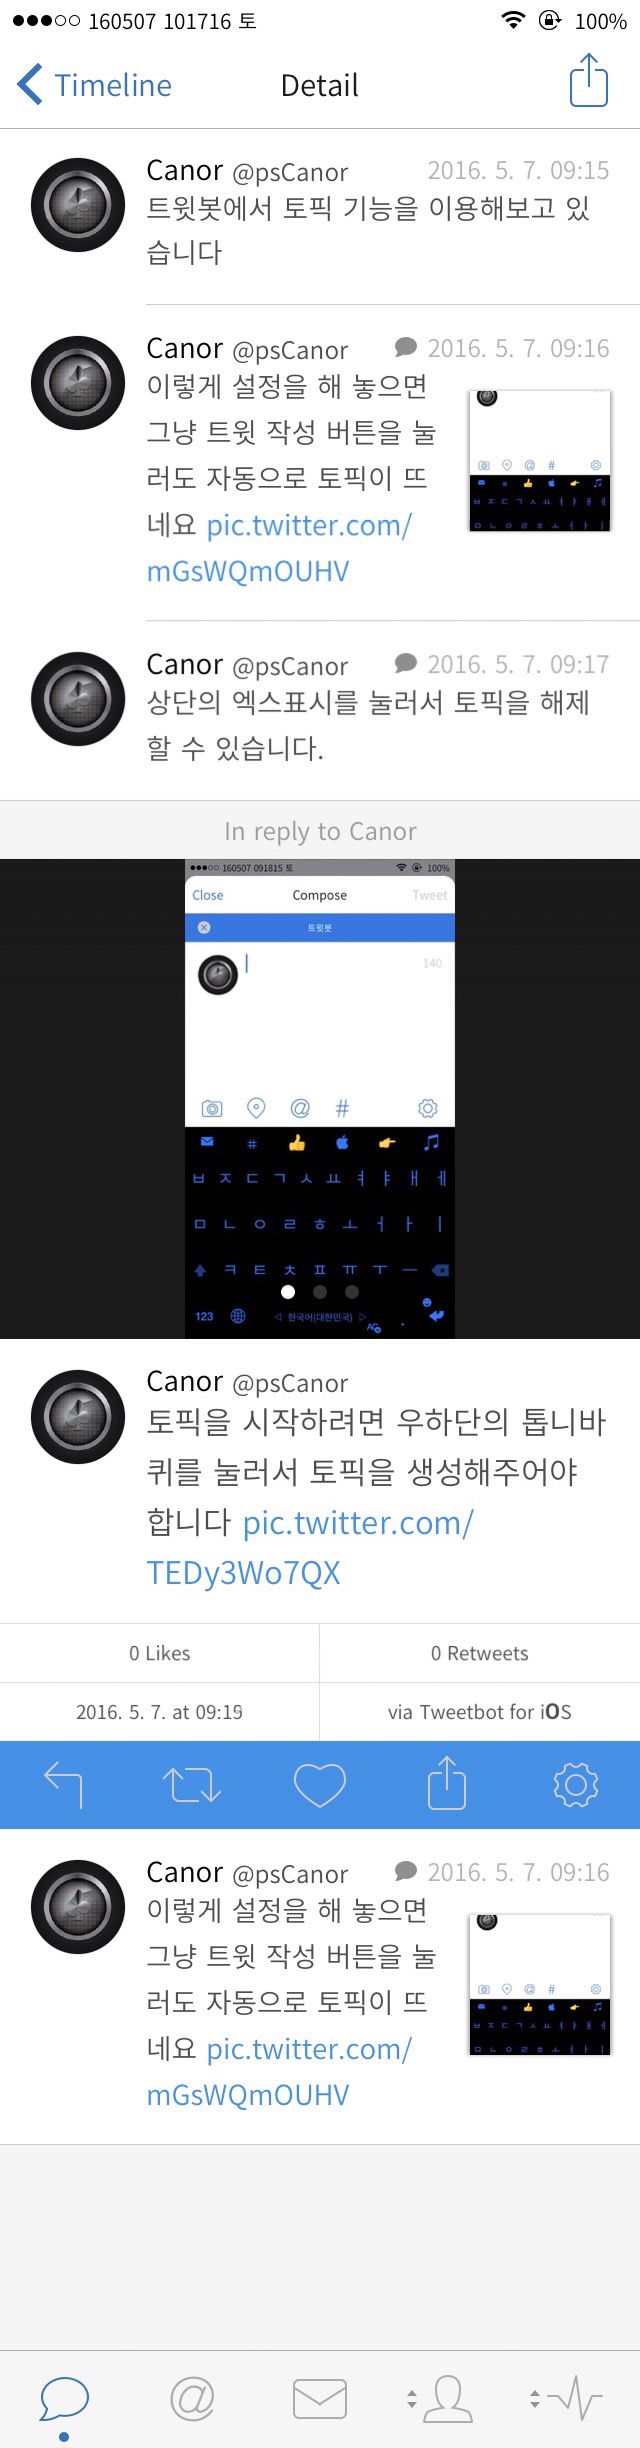 160507 101716 토 100%
Timeline Detail
Canor @psCanor 2016. 5. 7. 09:15
트윗봇에서 토픽 기능을 이용해보고 있
습니다
Canor @psCanor 2016. 5. 7. 09:16
이렇게 설정을 해 놓으면
그냥 트윗 작성 버튼을 눌
러도 자동으로 토픽이 뜨
네요 pic.twitter.com/
mGsWQmOUHV
Canor @psCanor 2016. 5. 7. 09:17
상단의 엑스표시를 눌러서 토픽을 해제
할 수 있습니다.
In reply to Canor
160507 091815 토 100%
Close Compose Tweet
트윗봇
140
@ #
#
ㅂ ㅈ ㄷ ㄱ ㅅ ㅛ ㅕ ㅑ ㅐ ㅔ
ㅁ ㄴ ㅇ ㄹ ㅎ ㅗ ㅓ ㅏ ㅣ
ㅋ ㅌ ㅊ ㅍ ㅠ ㅜ ㅡ
123 한국어(대한민국) .
Canor @psCanor
토픽을 시작하려면 우하단의 톱니바
퀴를 눌러서 토픽을 생성해주어야
합니다 pic.twitter.com/
TEDy3Wo7QX
0 Likes 0 Retweets
2016. 5. 7. at via Tweetbot for iOS
Canor @psCanor 2016. 5. 7. 09:16
이렇게 설정을 해 놓으면
그냥 트윗 작성 버튼을 눌
러도 자동으로 토픽이 뜨
네요 pic.twitter.com/
mGsWQmOUHV
@